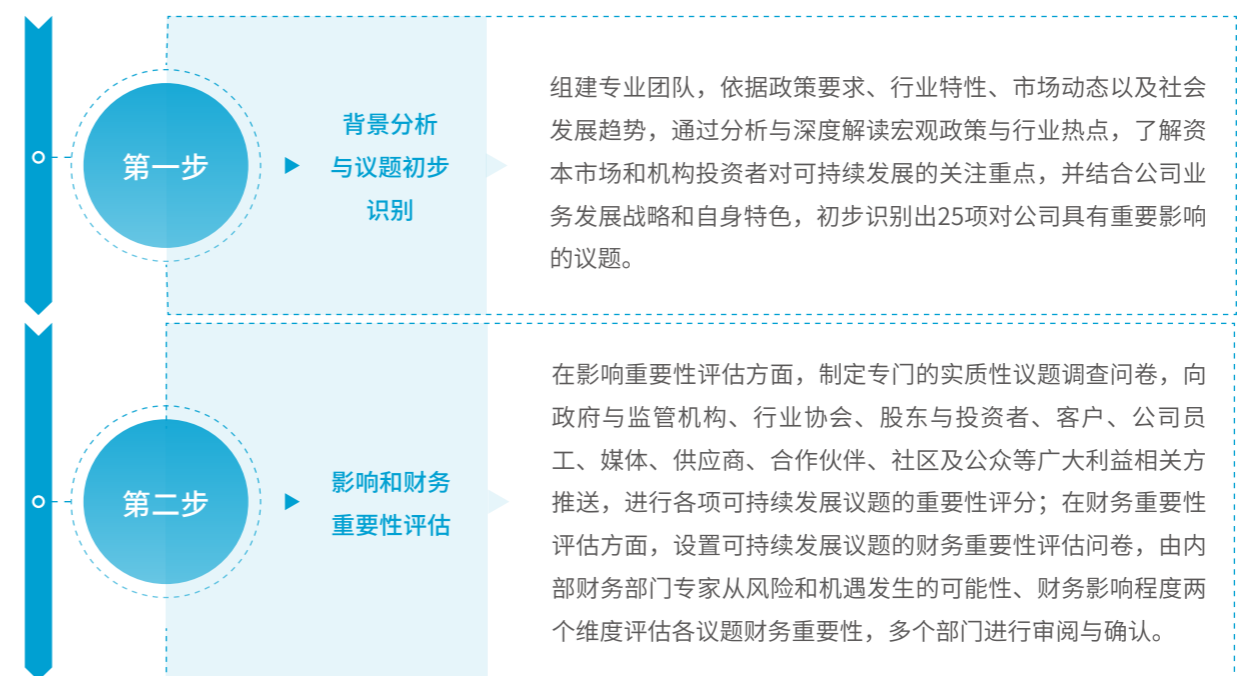 第一步
背景分析
与议题初步
识别
组建专业团队，依据政策要求、行业特性、市场动态以及社会
发展趋势，通过分析与深度解读宏观政策与行业热点，了解资
本市场和机构投资者对可持续发展的关注重点，并结合公司业
务发展战略和自身特色，初步识别出25项对公司具有重要影响
的议题。
第二步
影响和财务
重要性评估
在影响重要性评估方面，制定专门的实质性议题调查问卷，向
政府与监管机构、行业协会、股东与投资者、客户、公司员
工、媒体、供应商、合作伙伴、社区及公众等广大利益相关方
推送，进行各项可持续发展议题的重要性评分；在财务重要性
评估方面，设置可持续发展议题的财务重要性评估问卷，由内
部财务部门专家从风险和机遇发生的可能性、财务影响程度两
个维度评估各议题财务重要性，多个部门进行审阅与确认。